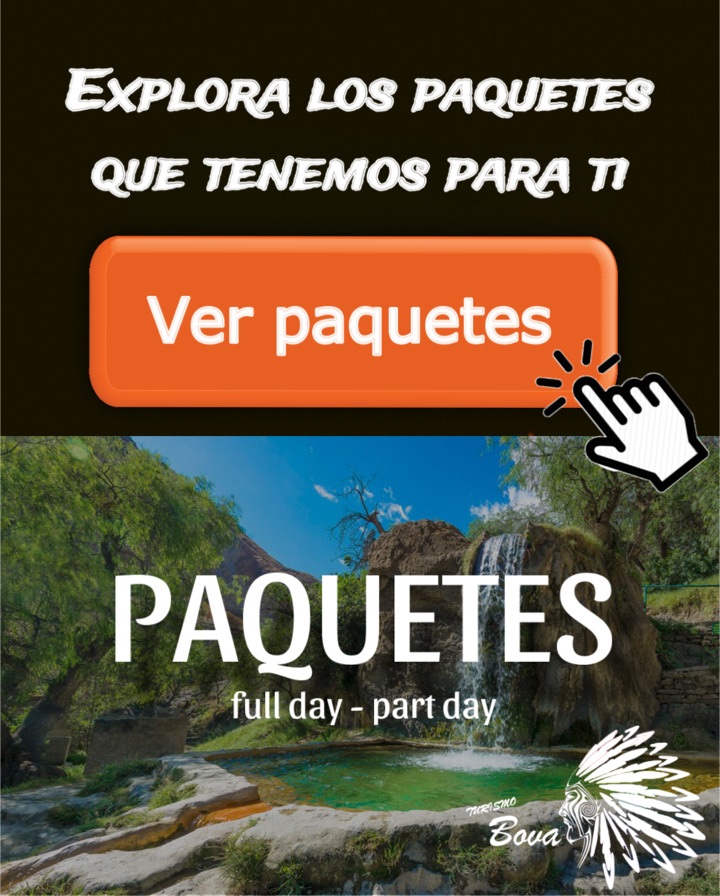 Explora los paquetes
que tenemos para ti
Ver paquetes
PAQUETES
full day - part day
TURISMO
Bova